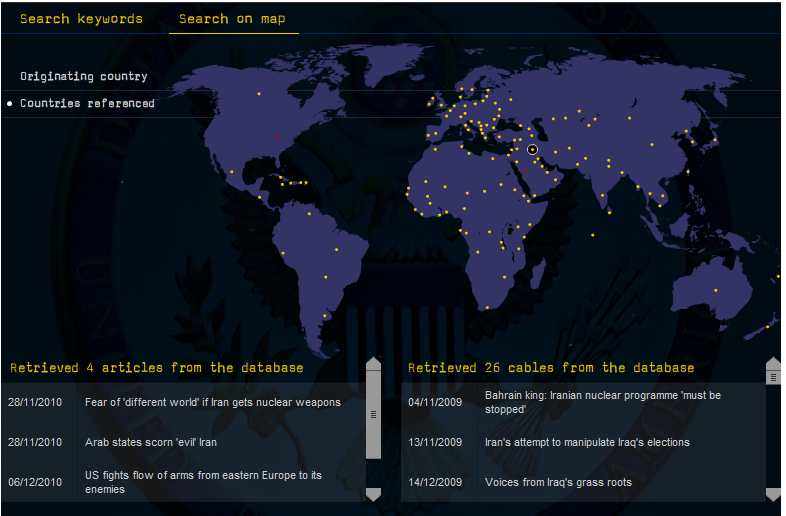 Search keywords
Search on map
Originating country
Countries referenced
Retrieved 4 articles from the database
28/11/2010 Fear of 'different world' if Iran gets nuclear weapons
28/11/2010 Arab states scorn 'evil' Iran
06/12/2010 US fights flow of arms from eastern Europe to its
enemies
Retrieved 26 cables from the database
04/11/2009 Bahrain king: Iranian nuclear programme 'must be
stopped'
13/11/2009 Iran's attempt to manipulate Iraq's elections
14/12/2009 Voices from Iraq's grass roots